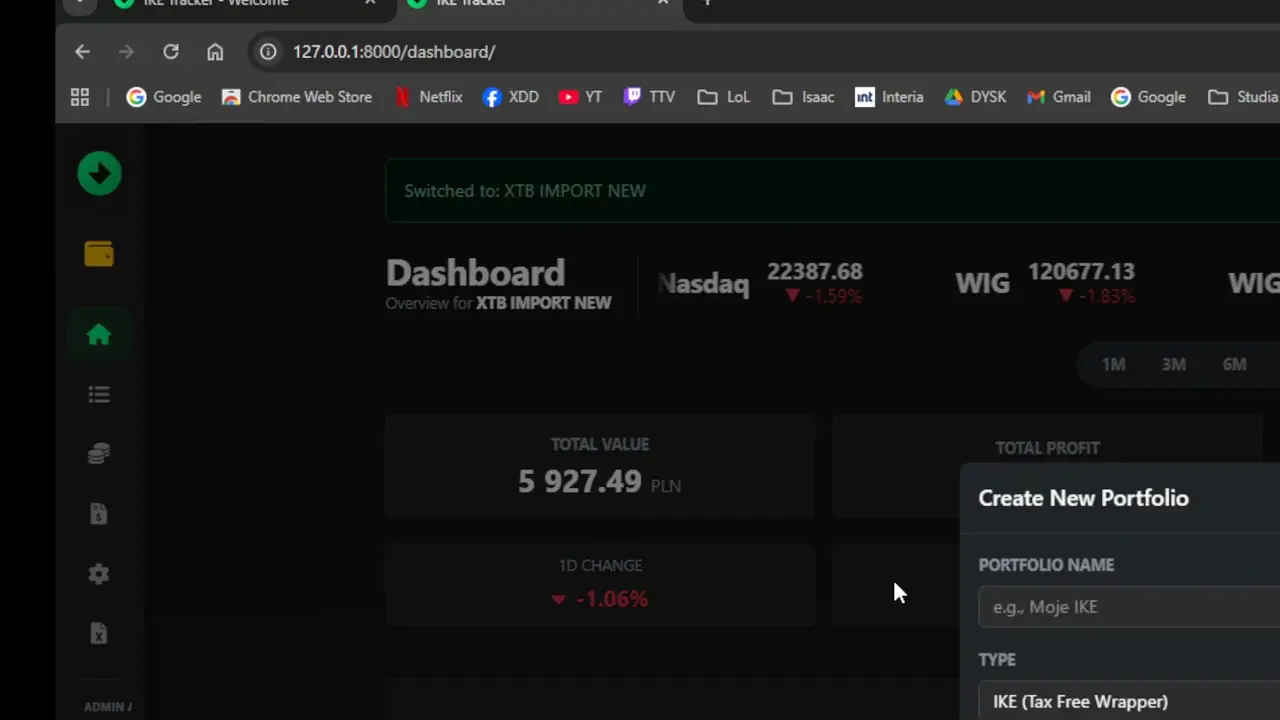 IKE Tracker - Welcome
IKE Tracker
127.0.0.1:8000/dashboard/
Google
Chrome Web Store
Netflix
XDD
YT
TTV
LoL
Isaac
int Interia
DYSK
Gmail
Google
Studia
Switched to: XTB IMPORT NEW
Dashboard
Overview for XTB IMPORT NEW
Nasdaq
22387.68
▼ -1.59%
WIG
120677.13
▼ -1.83%
WIG
1M 3M 6M
TOTAL VALUE
5 927.49 PLN
TOTAL PROFIT
1D CHANGE
▼ -1.06%
Create New Portfolio
PORTFOLIO NAME
e.g., Moje IKE
TYPE
IKE (Tax Free Wrapper)
ADMIN